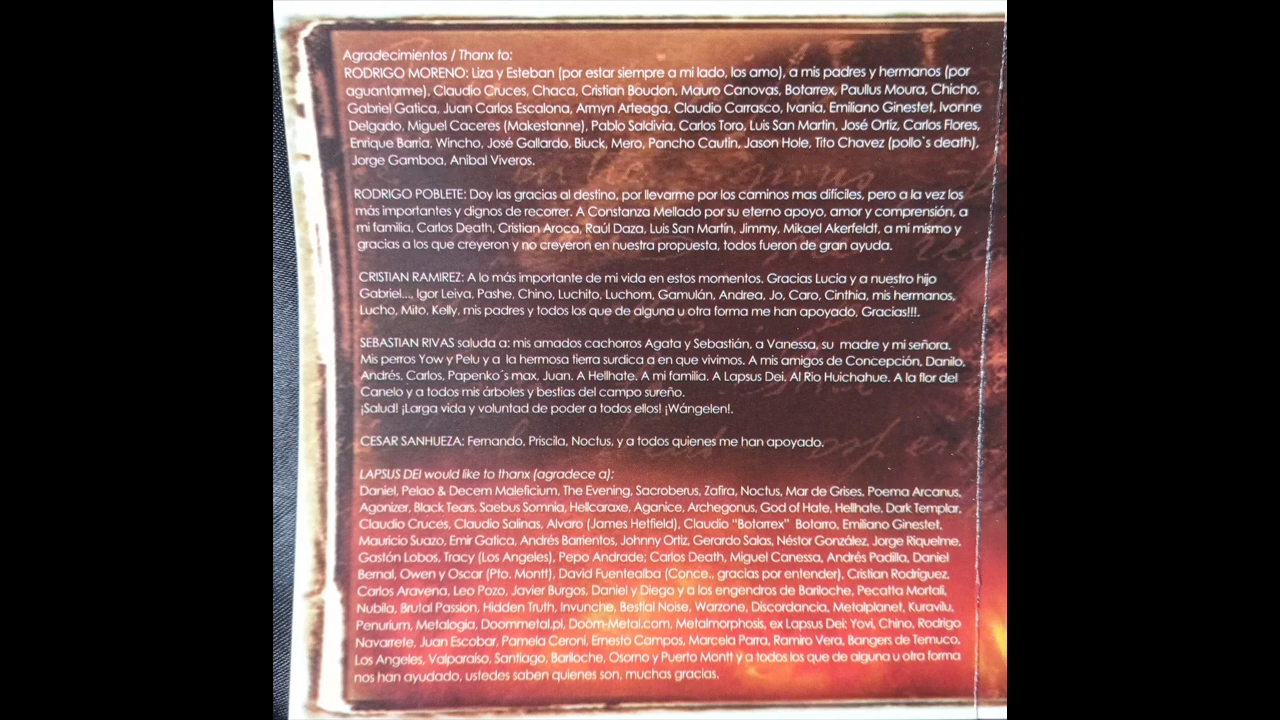 Agradecimientos / Thanx to:
RODRIGO MORENO: Liza y Esteban (por estar siempre a mi lado, los amo), a mis padres y hermanos (por
aguantarme), Claudio Cruces, Chaca, Cristian Boudon, Mauro Canovas, Botarrex, Paullus Moura, Chicho,
Gabriel Gatica, Juan Carlos Escalona, Armyn Arteaga, Claudio Carrasco, Ivania, Emiliano Ginestet, Ivonne
Delgado, Miguel Caceres (Makestanne), Pablo Saldivia, Carlos Toro, Luis San Martin, José Ortiz, Carlos Flores,
Enrique Barria, Wincho, José Gallardo, Biuck, Mero, Pancho Cautin, Jason Hole, Tito Chavez (pollo`s death),
Jorge Gamboa, Anibal Viveros.
RODRIGO POBLETE: Doy las gracias al destino, por llevarme por los caminos mas difíciles, pero a la vez los
más importantes y dignos de recorrer. A Constanza Mellado por su eterno apoyo, amor y comprensión, a
mi familia, Carlos Death, Cristian Aroca, Raúl Daza, Luis San Martín, Jimmy, Mikael Akerfeldt, a mi mismo y
gracias a los que creyeron y no creyeron en nuestra propuesta, todos fueron de gran ayuda.
CRISTIAN RAMIREZ: A lo más importante de mi vida en estos momentos. Gracias Lucia y a nuestro hijo
Gabriel..., Igor Leiva, Pashe, Chino, Luchito, Luchom, Gamulán, Andrea, Jo, Caro, Cinthia, mis hermanos,
Lucho, Mito, Kelly, mis padres y todos los que de alguna u otra forma me han apoyado, Gracias!!!.
SEBASTIAN RIVAS saluda a: mis amados cachorros Agata y Sebastián, a Vanessa, su madre y mi señora.
Mis perros Yow y Pelu y a la hermosa tierra surdica a en que vivimos. A mis amigos de Concepción, Danilo,
Andrés, Carlos, Papenko´s max, Juan. A Hellhate. A mi familia. A Lapsus Dei. Al Rio Huichahue. A la flor del
Canelo y a todos mis árboles y bestias del campo sureño.
¡Salud! ¡Larga vida y voluntad de poder a todos ellos! ¡Wángelen!.
CESAR SANHUEZA: Fernando, Priscila, Noctus, y a todos quienes me han apoyado.
LAPSUS DEI would like to thanx (agradece a):
Daniel, Pelao & Decem Maleficium, The Evening, Sacroberus, Zafira, Noctus, Mar de Grises, Poema Arcanus,
Agonizer, Black Tears, Saebus Somnia, Hellcaraxe, Aganice, Archegonus, God of Hate, Hellhate, Dark Templar,
Claudio Cruces, Claudio Salinas, Alvaro (James Hetfield), Claudio "Botarrex" Botarro, Emiliano Ginestet,
Mauricio Suazo, Emir Gatica, Andrés Barrientos, Johnny Ortiz, Gerardo Salas, Néstor González, Jorge Riquelme,
Gastón Lobos, Tracy (Los Angeles), Pepo Andrade; Carlos Death, Miguel Canessa, Andrés Padilla, Daniel
Bernal, Owen y Oscar (Pto. Montt), David Fuentealba (Conce., gracias por entender), Cristian Rodríguez,
Carlos Aravena, Leo Pozo, Javier Burgos, Daniel y Diego y a los engendros de Bariloche, Pecatta Mortali,
Nubila, Brutal Passion, Hidden Truth, Invunche, Bestial Noise, Warzone, Discordancia, Metalplanet, Kuravilu,
Penurium, Metalogia, Doommetal.pl, Doom-Metal.com, Metalmorphosis, ex Lapsus Dei: Yovi, Chino, Rodrigo
Navarrete, Juan Escobar, Pamela Ceroni, Ernesto Campos, Marcela Parra, Ramiro Vera, Bangers de Temuco,
Los Angeles, Valparaiso, Santiago, Bariloche, Osorno y Puerto Montt y a todos los que de alguna u otra forma
nos han ayudado, ustedes saben quienes son, muchas gracias.